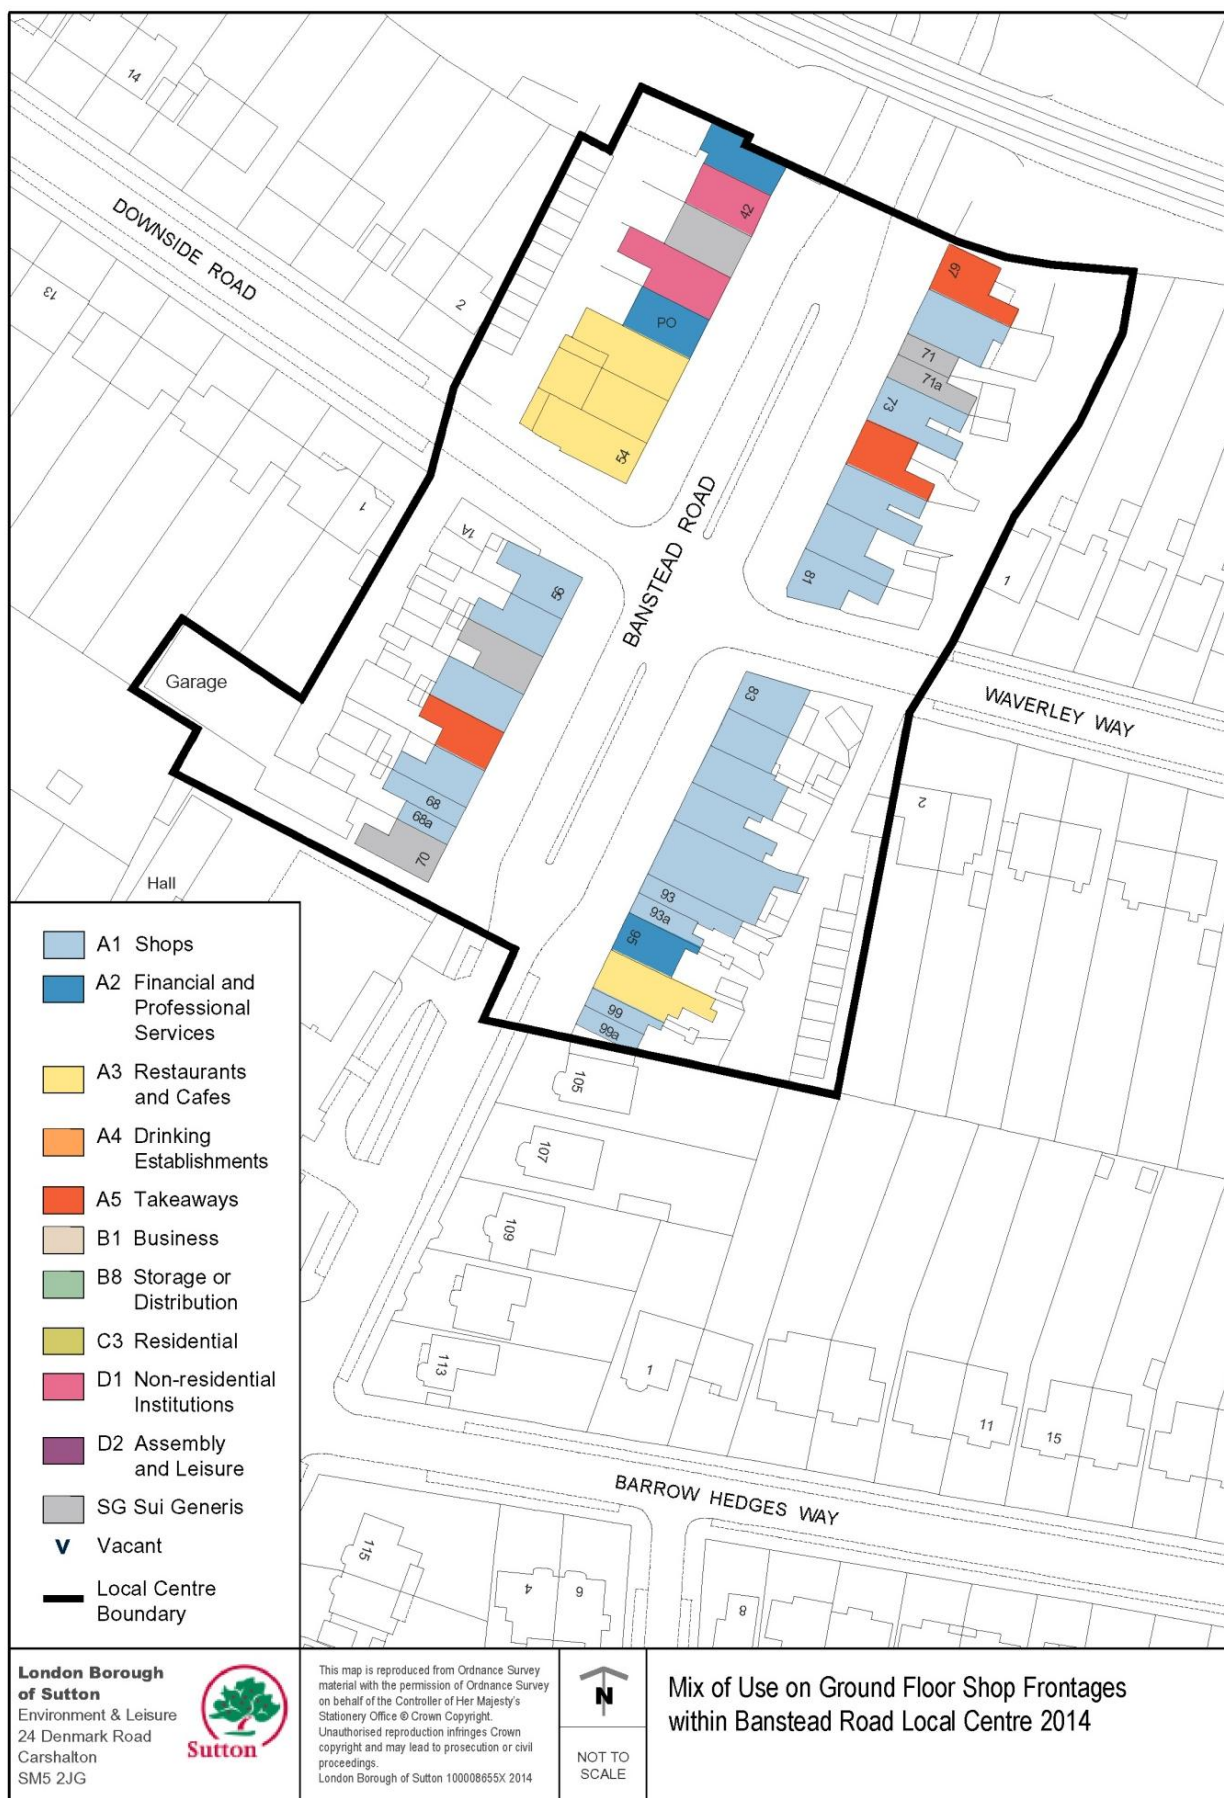 14
DOWNSIDE ROAD
13
2
42
PO
54
67
71
71a
73
81
1
1
1A
56
BANSTEAD ROAD
Garage
68
68a
70
83
WAVERLEY WAY
2
93
93a
95
99
99a
Hall
105
107
109
113
1
11
15
BARROW HEDGES WAY
115
4
6
8
A1 Shops
A2 Financial and
Professional
Services
A3 Restaurants
and Cafes
A4 Drinking
Establishments
A5 Takeaways
B1 Business
B8 Storage or
Distribution
C3 Residential
D1 Non-residential
Institutions
D2 Assembly
and Leisure
SG Sui Generis
V Vacant
Local Centre
Boundary
London Borough
of Sutton
Environment & Leisure
24 Denmark Road
Carshalton
SM5 2JG
Sutton
This map is reproduced from Ordnance Survey
material with the permission of Ordnance Survey
on behalf of the Controller of Her Majesty's
Stationery Office © Crown Copyright.
Unauthorised reproduction infringes Crown
copyright and may lead to prosecution or civil
proceedings.
London Borough of Sutton 100008655X 2014
N
NOT TO
SCALE
Mix of Use on Ground Floor Shop Frontages
within Banstead Road Local Centre 2014